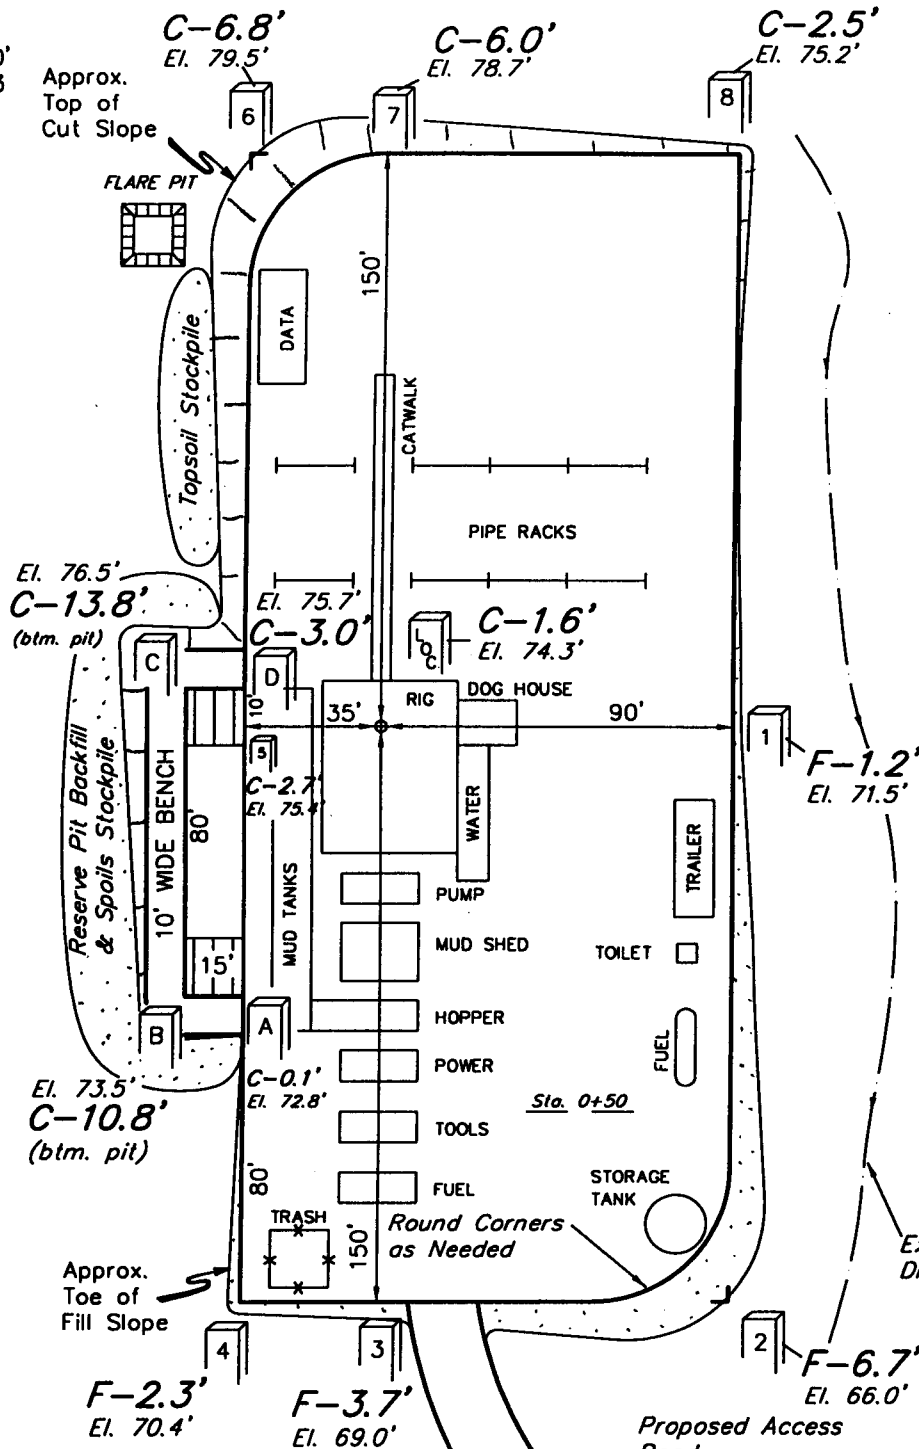 C-6.8'
El. 79.5'
C-6.0'
El. 78.7'
C-2.5'
El. 75.2'
Approx.
Top of
Cut Slope
6
7
8
FLARE PIT
150'
DATA
Topsoil Stockpile
CATWALK
PIPE RACKS
El. 76.5'
C-13.8'
(btm. pit)
El. 75.7'
C-3.0'
LOC
C-1.6'
El. 74.3'
C
D
RIG
DOG HOUSE
10'
35'
90'
1
F-1.2'
El. 71.5'
5
C-2.7'
El. 75.4'
Reserve Pit Backfill
& Spoils Stockpile
10' WIDE BENCH
80'
15'
MUD TANKS
WATER
TRAILER
PUMP
MUD SHED
TOILET
HOPPER
B
A
FUEL
POWER
C-0.1'
El. 72.8'
El. 73.5'
C-10.8'
(btm. pit)
Sta. 0+50
TOOLS
80'
FUEL
STORAGE
TANK
TRASH
150'
Round Corners
as Needed
Approx.
Toe of
Fill Slope
4
3
2
F-2.3'
El. 70.4'
F-3.7'
El. 69.0'
F-6.7'
El. 66.0'
Proposed Access